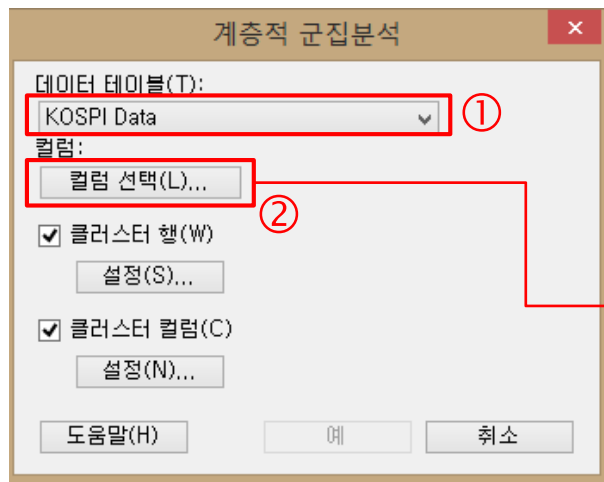 계층적 군집분석
×
데이터 테이블(T):
KOSPI Data
①
컬럼:
컬럼 선택(L)...
②
클러스터 행(W)
설정(S)...
클러스터 컬럼(C)
설정(N)...
도움말(H) 예 취소